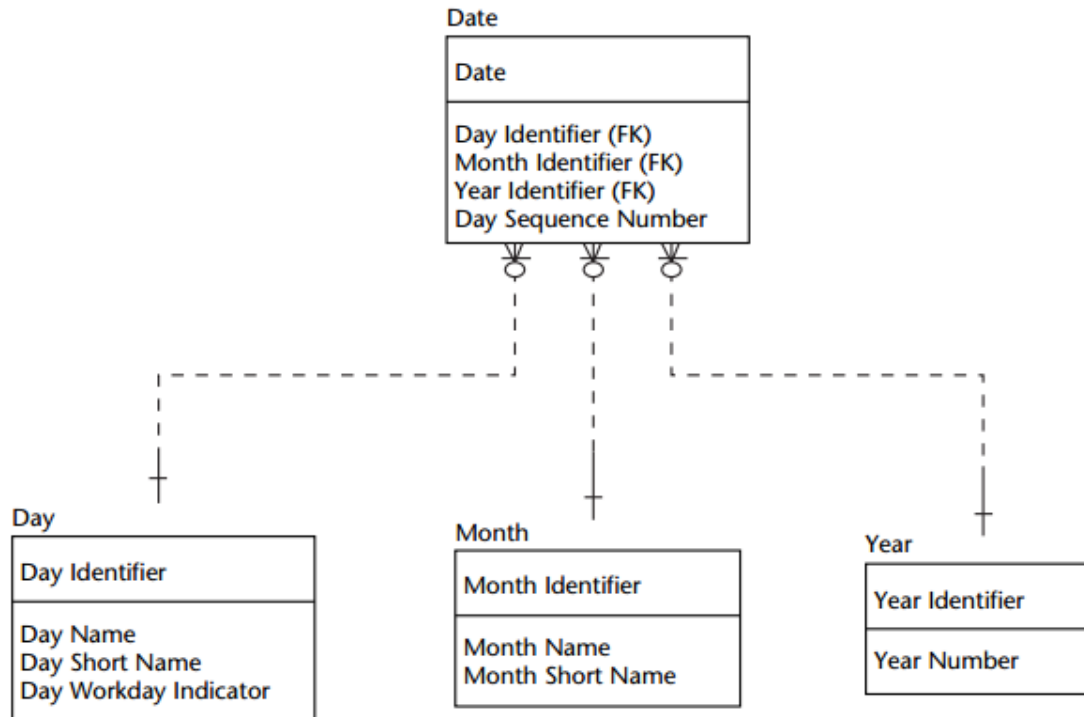 Date
Date
Day Identifier (FK)
Month Identifier (FK)
Year Identifier (FK)
Day Sequence Number
Day
Day Identifier
Day Name
Day Short Name
Day Workday Indicator
Month
Month Identifier
Month Name
Month Short Name
Year
Year Identifier
Year Number